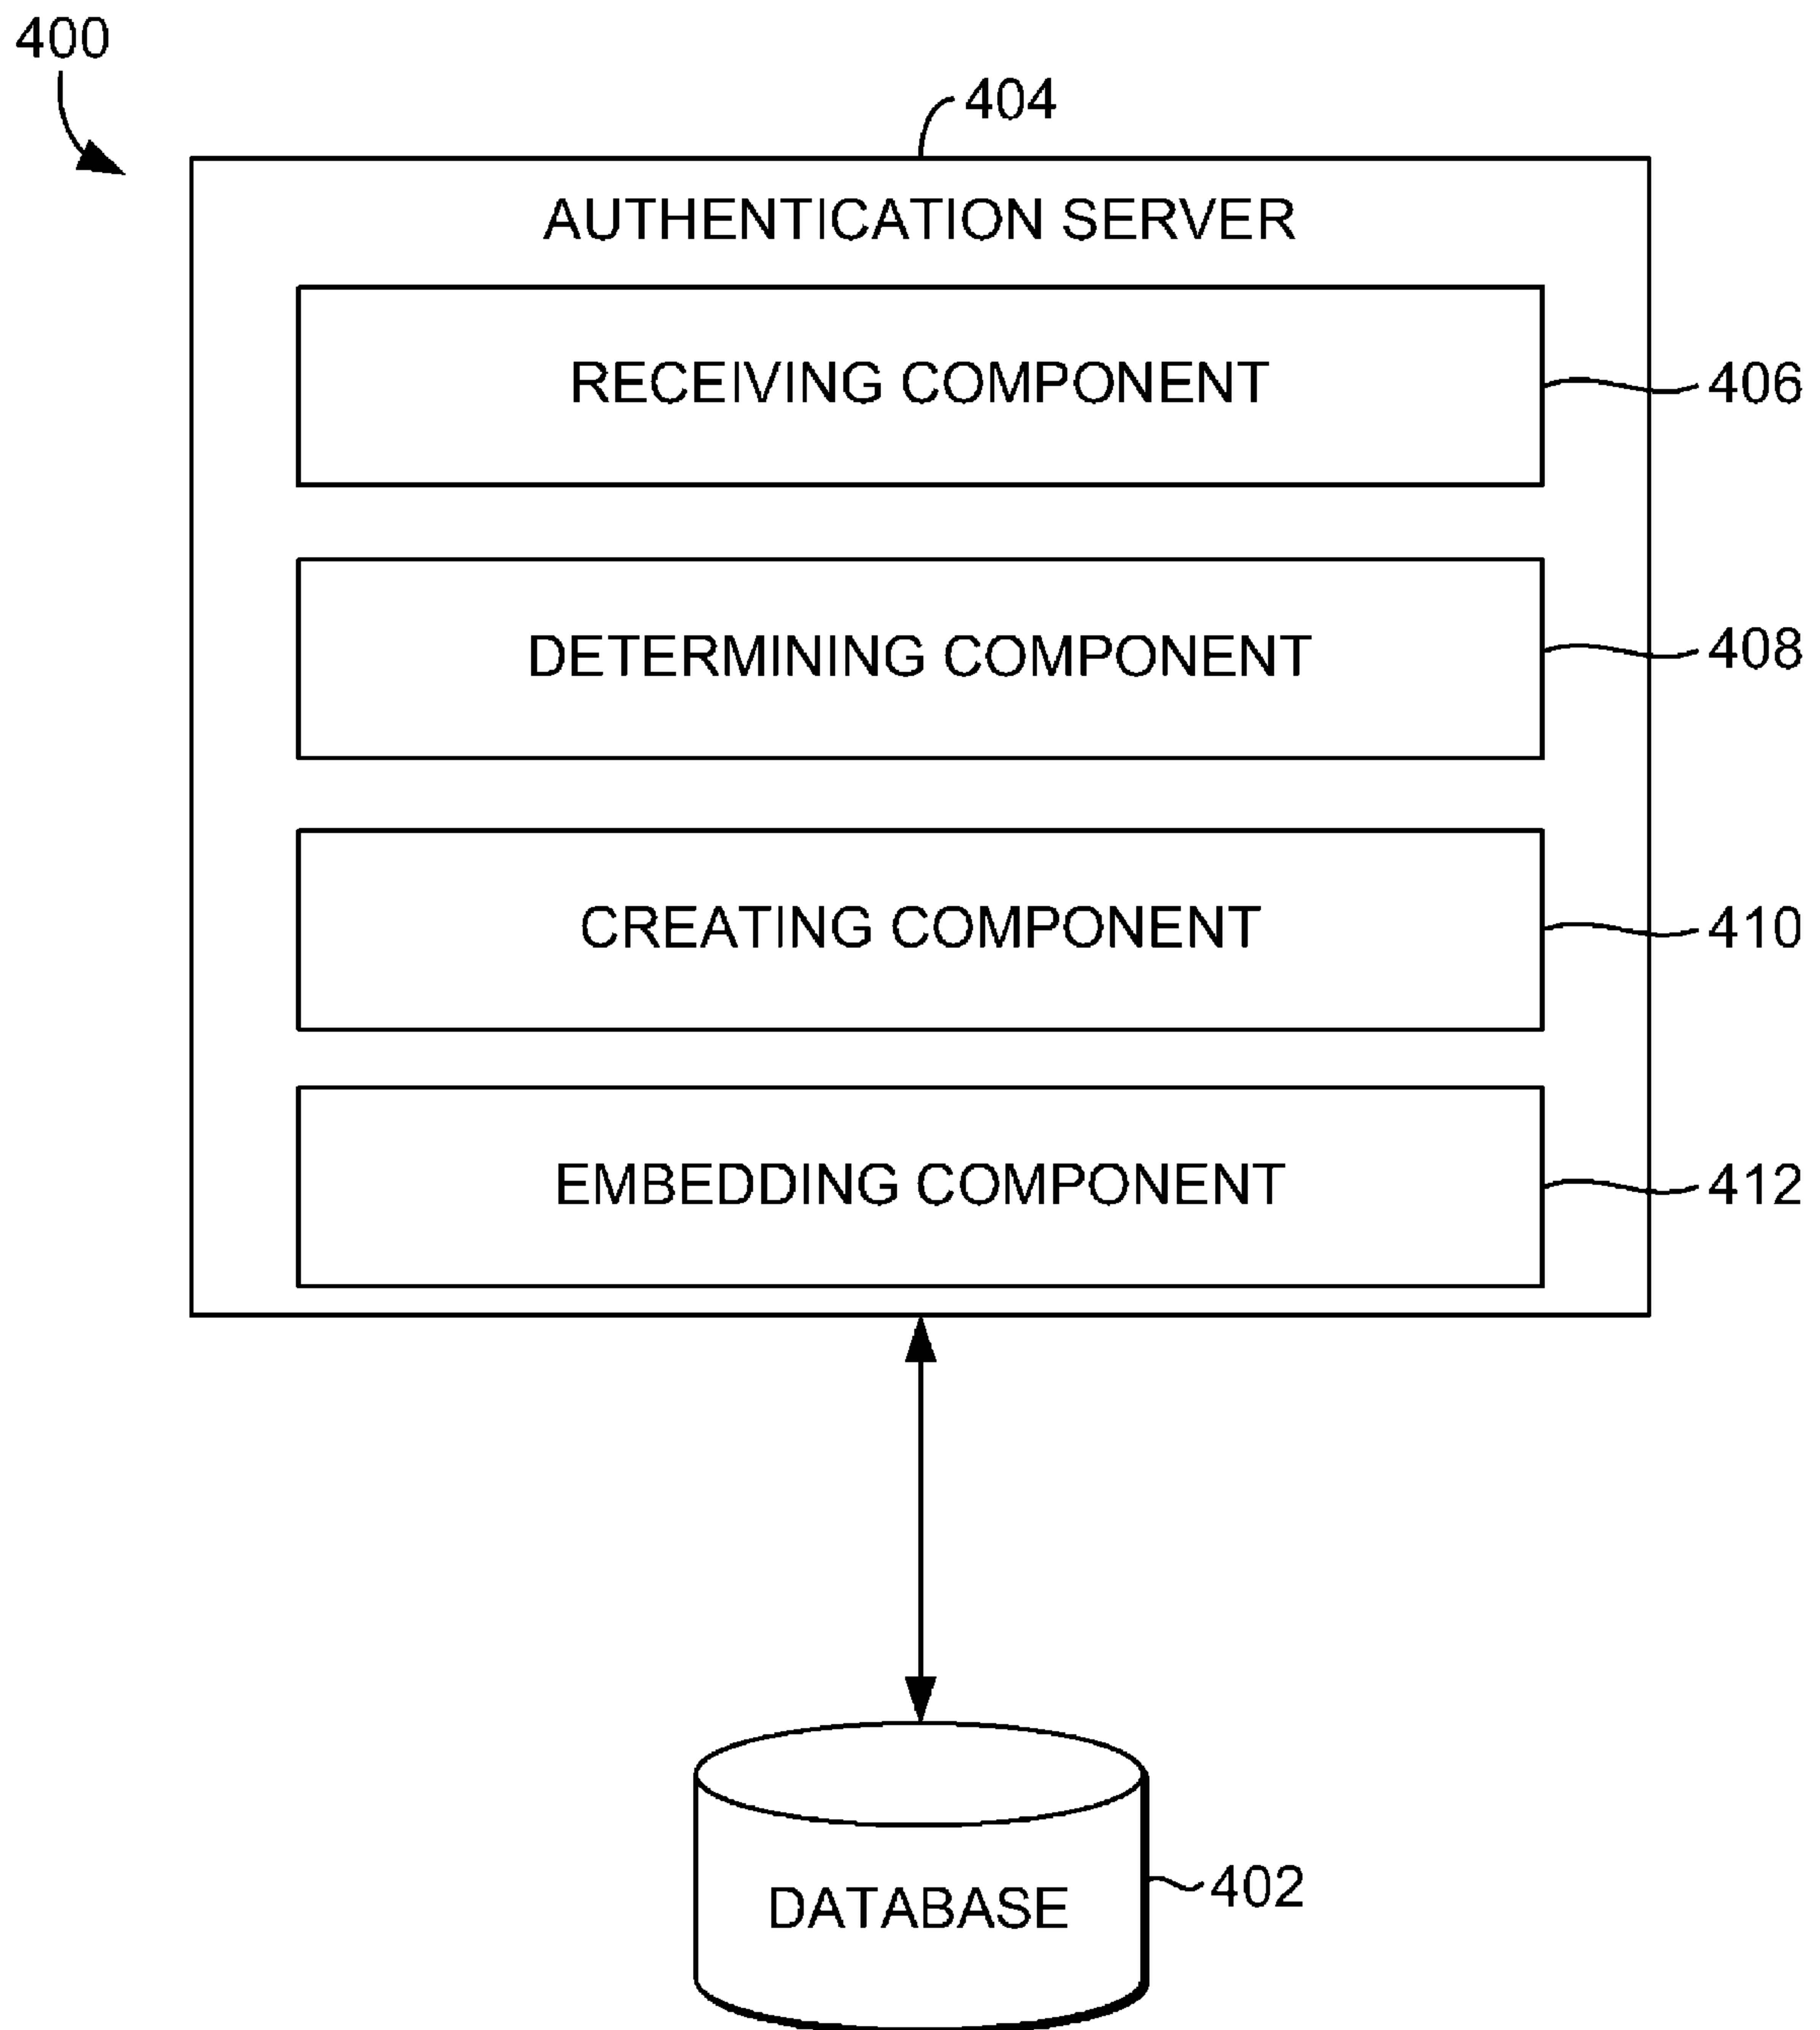 400
404
AUTHENTICATION SERVER
RECEIVING COMPONENT
406
DETERMINING COMPONENT
408
CREATING COMPONENT
410
EMBEDDING COMPONENT
412
DATABASE
402